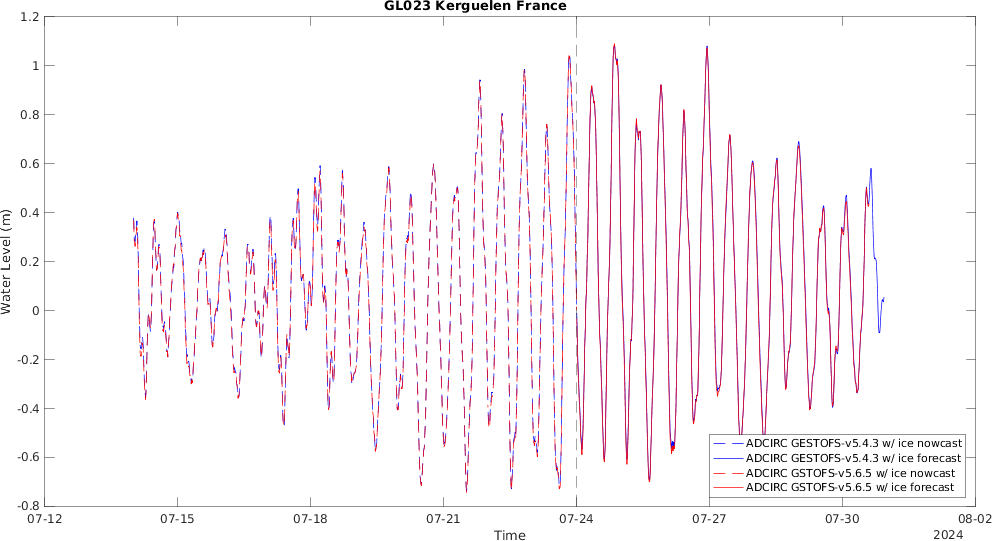 GL023 Kerguelen France
1.2
1
0.8
0.6
0.4
0.2
0
-0.2
-0.4
-0.6
-0.8
Water Level (m)
ADCIRC GESTOFS-v5.4.3 w/ ice nowcast
ADCIRC GESTOFS-v5.4.3 w/ ice forecast
ADCIRC GSTOFS-v5.6.5 w/ ice nowcast
ADCIRC GSTOFS-v5.6.5 w/ ice forecast
07-12 07-15 07-18 07-21 07-24 07-27 07-30 08-02
Time
2024